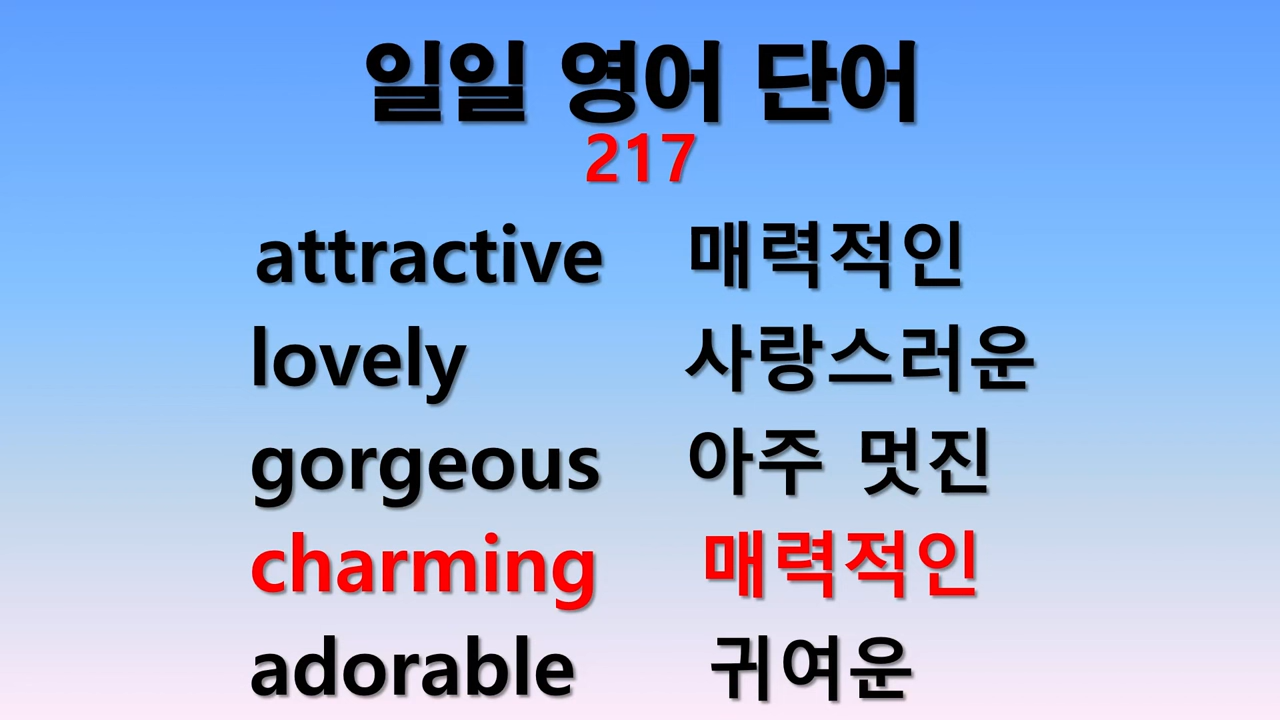 일일 영어 단어
217
attractive 매력적인
lovely 사랑스러운
gorgeous 아주 멋진
charming 매력적인
adorable 귀여운